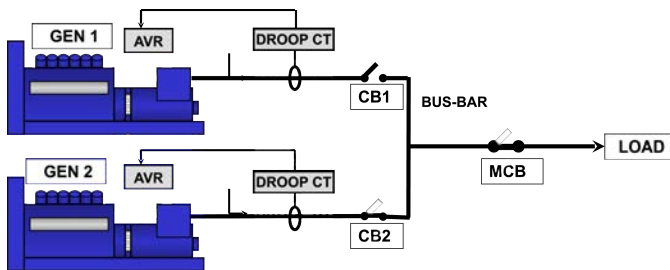 GEN 1
AVR
DROOP CT
CB1
BUS-BAR
LOAD
MCB
GEN 2
AVR
DROOP CT
CB2